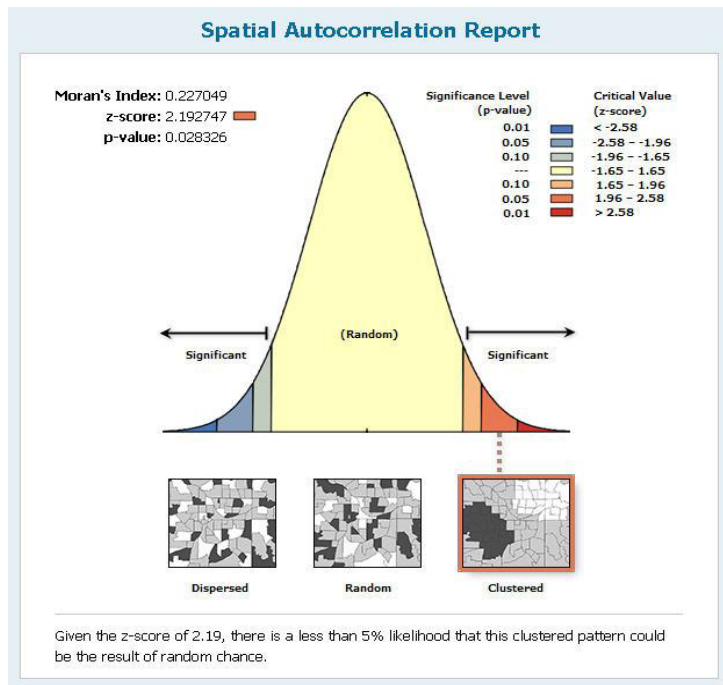 Spatial Autocorrelation Report
Moran's Index: 0.227049
z-score: 2.192747
p-value: 0.028326
Significance Level
(p-value)
Critical Value
(z-score)
0.01 < -2.58
0.05 -2.58 – -1.96
0.10 -1.96 – -1.65
--- -1.65 – 1.65
0.10 1.65 – 1.96
0.05 1.96 – 2.58
0.01 > 2.58
(Random)
Significant
Significant
Dispersed
Random
Clustered
Given the z-score of 2.19, there is a less than 5% likelihood that this clustered pattern could
be the result of random chance.